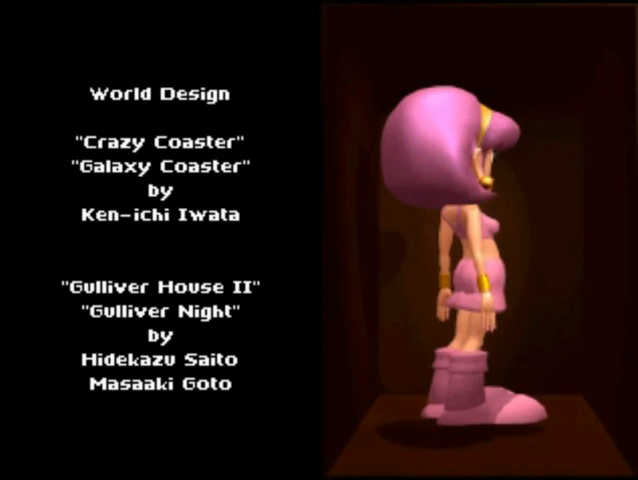 World Design
"Crazy Coaster"
"Galaxy Coaster"
by
Ken-ichi Iwata
"Gulliver House II"
"Gulliver Night"
by
Hidekazu Saito
Masaaki Goto